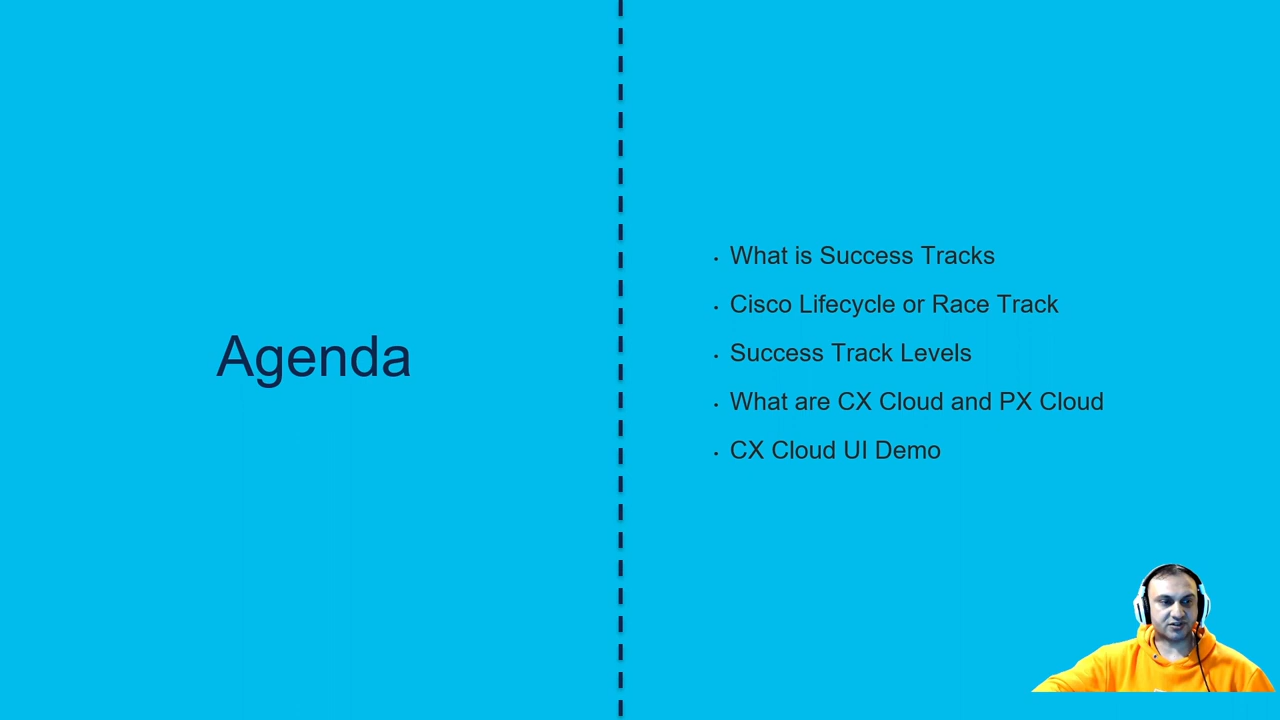 Agenda
What is Success Tracks
Cisco Lifecycle or Race Track
Success Track Levels
What are CX Cloud and PX Cloud
CX Cloud UI Demo